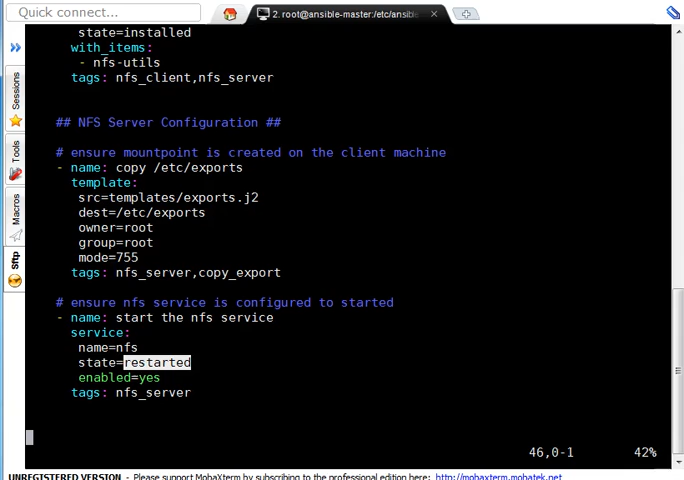 Quick connect...
2. root@ansible-master:/etc/ansible
state=installed
with_items:
- nfs-utils
tags: nfs_client,nfs_server
## NFS Server Configuration ##
# ensure mountpoint is created on the client machine
- name: copy /etc/exports
template:
src=templates/exports.j2
dest=/etc/exports
owner=root
group=root
mode=755
tags: nfs_server,copy_export
# ensure nfs service is configured to started
- name: start the nfs service
service:
name=nfs
state=restarted
enabled=yes
tags: nfs_server
46,0-1 42%
Sessions
Tools
Macros
Sftp
UNREGISTERED VERSION - Please support MobaXterm by subscribing to the professional edition here: http://mobaxterm.mobatek.net